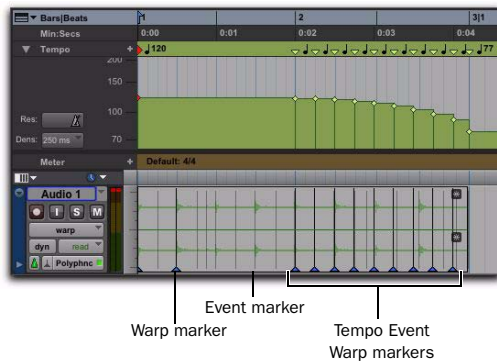 Bars|Beats 1 2 3|1
Min:Secs 0:00 0:01 0:02 0:03 0:04
Tempo + 120 77
200
150
100
70
Res:
Dens: 250 ms
Meter + Default: 4/4
Audio 1
I S M
warp
dyn read
Polyphnc
Event marker
Warp marker
Tempo Event
Warp markers